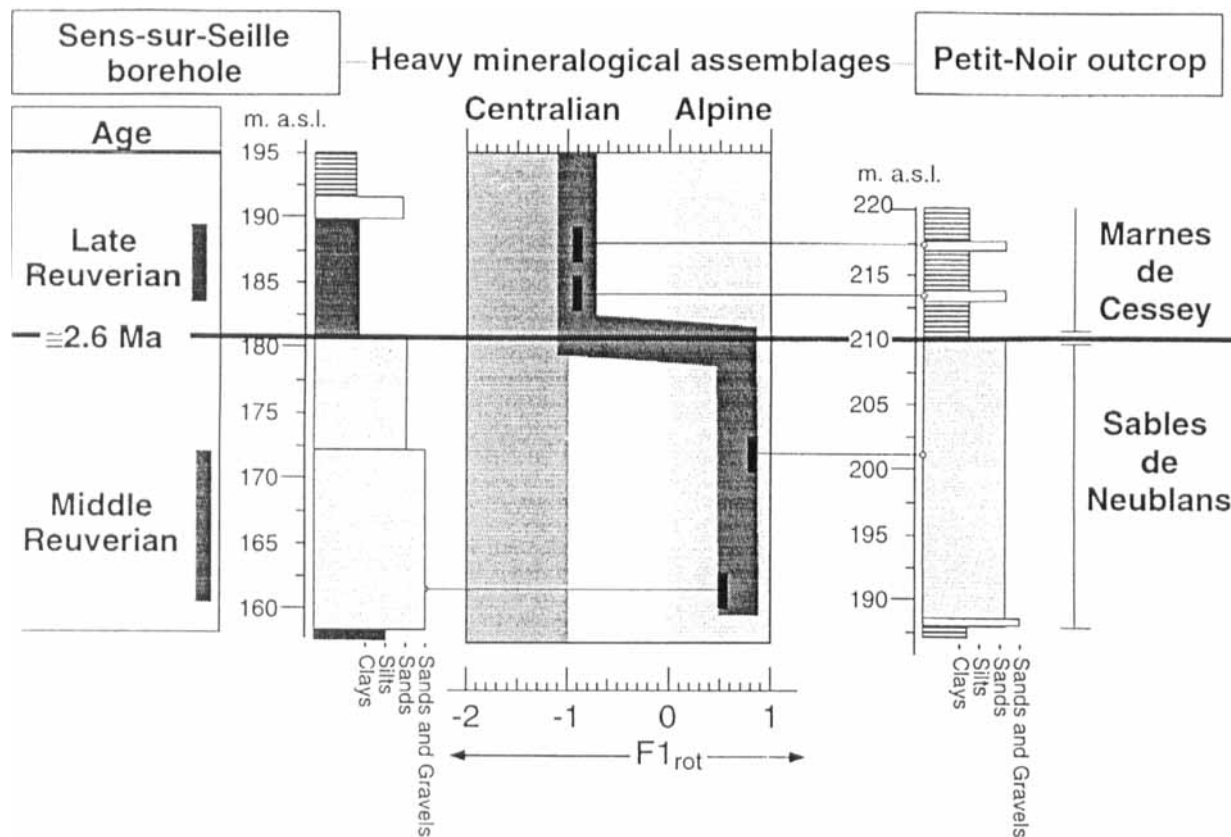 Sens-sur-Seille
borehole
Heavy mineralogical assemblages
Petit-Noir outcrop
Age
m. a.s.l.
Centralian
Alpine
195
190
185
180
175
170
165
160
Late
Reuverian
≅2.6 Ma
Middle
Reuverian
m. a.s.l.
220
215
210
205
200
195
190
Marnes
de
Cessey
Sables
de
Neublans
Clays
Silts
Sands
Sands and Gravels
-2
-1
0
1
F1rot
Clays
Silts
Sands
Sands and Gravels